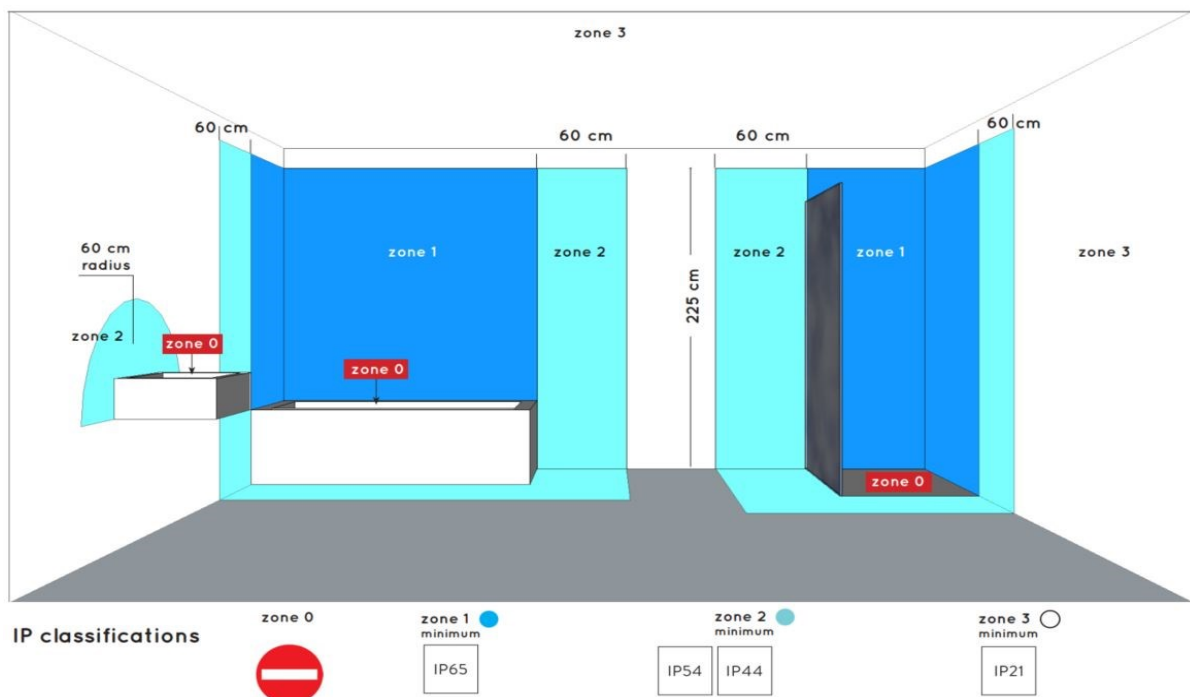 zone 3
60 cm
60 cm
60 cm
60 cm
60 cm
radius
zone 1
zone 2
zone 2
zone 1
zone 3
225 cm
zone 2
zone 0
zone 0
zone 0
IP classifications
zone 0
zone 1
minimum
IP65
zone 2
minimum
IP54
IP44
zone 3
minimum
IP21